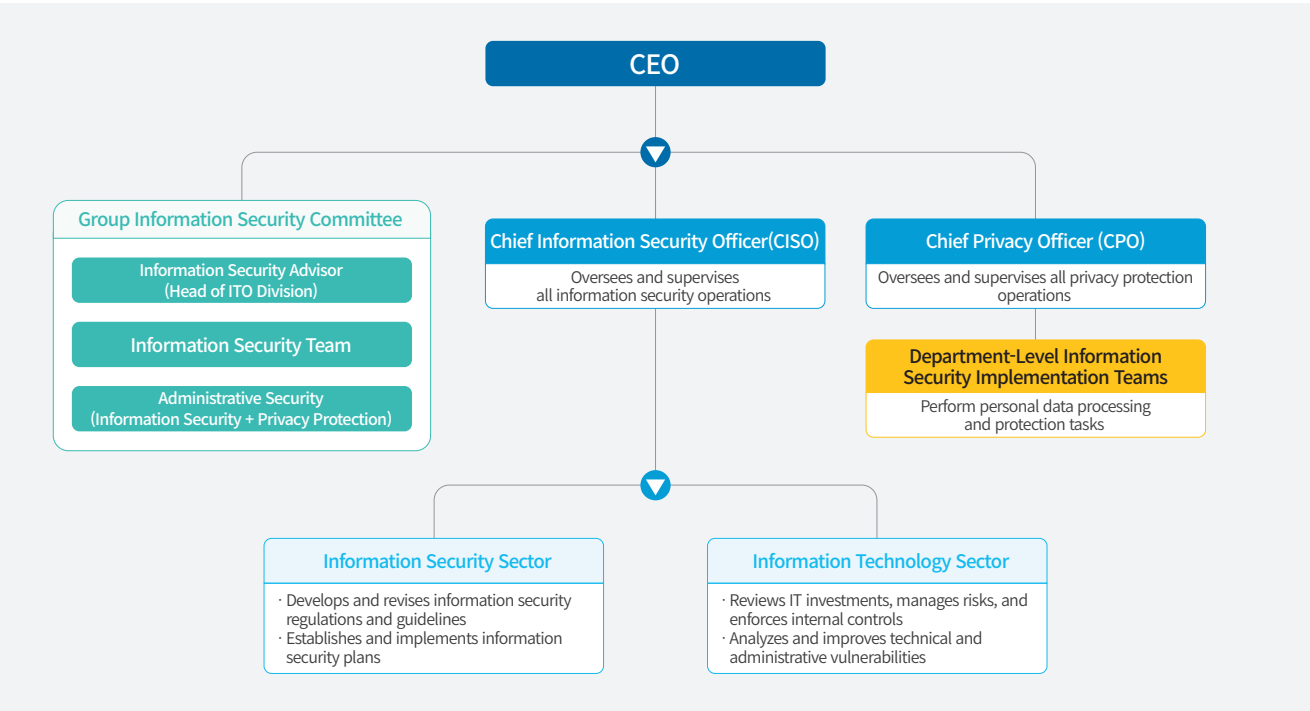 CEO
Group Information Security Committee
Information Security Advisor
(Head of ITO Division)
Information Security Team
Administrative Security
(Information Security + Privacy Protection)
Chief Information Security Officer(CISO)
Oversees and supervises
all information security operations
Chief Privacy Officer (CPO)
Oversees and supervises all privacy protection
operations
Department-Level Information
Security Implementation Teams
Perform personal data processing
and protection tasks
Information Security Sector
· Develops and revises information security
regulations and guidelines
· Establishes and implements information
security plans
Information Technology Sector
· Reviews IT investments, manages risks, and
enforces internal controls
· Analyzes and improves technical and
administrative vulnerabilities